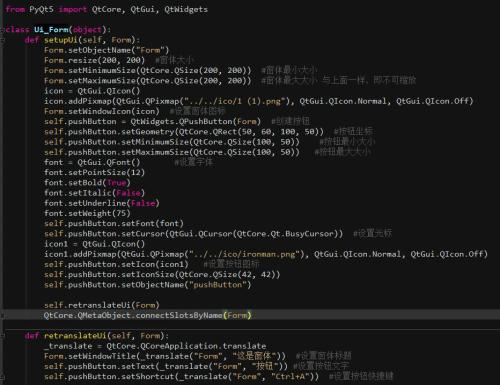 from PyQt5 import QtCore, QtGui, QtWidgets
class Ui_Form(object):
def setupUi(self, Form):
Form.setObjectName("Form")
Form.resize(200, 200)  #窗体大小
Form.setMinimumSize(QtCore.QSize(200, 200))  #窗体最小大小
Form.setMaximumSize(QtCore.QSize(200, 200))  #窗体最大大小 与上面一样、即不可缩放
icon = QtGui.QIcon()
icon.addPixmap(QtGui.QPixmap("../../ico/1 (1).png"), QtGui.QIcon.Normal, QtGui.QIcon.Off)
Form.setWindowIcon(icon)  #设置窗体图标
self.pushButton = QtWidgets.QPushButton(Form)  #创建按钮
self.pushButton.setGeometry(QtCore.QRect(50, 60, 100, 50))  #按钮坐标
self.pushButton.setMinimumSize(QtCore.QSize(100, 50))  #按钮最小大小
self.pushButton.setMaximumSize(QtCore.QSize(100, 50))  #按钮最大大小
font = QtGui.QFont()  #设置字体
font.setPointSize(12)
font.setBold(True)
font.setItalic(False)
font.setUnderline(False)
font.setWeight(75)
self.pushButton.setFont(font)
self.pushButton.setCursor(QtGui.QCursor(QtCore.Qt.BusyCursor))  #设置光标
icon1 = QtGui.QIcon()
icon1.addPixmap(QtGui.QPixmap("../../ico/ironman.png"), QtGui.QIcon.Normal, QtGui.QIcon.Off)
self.pushButton.setIcon(icon1)  #设置按钮图标
self.pushButton.setIconSize(QtCore.QSize(42, 42))
self.pushButton.setObjectName("pushButton")
self.retranslateUi(Form)
QtCore.QMetaObject.connectSlotsByName(Form)
def retranslateUi(self, Form):
_translate = QtCore.QCoreApplication.translate
Form.setWindowTitle(_translate("Form", "这是窗体"))  #设置窗体标题
self.pushButton.setText(_translate("Form", "按钮"))  #设置按钮文字
self.pushButton.setShortcut(_translate("Form", "Ctrl+A"))  #设置按钮快捷键